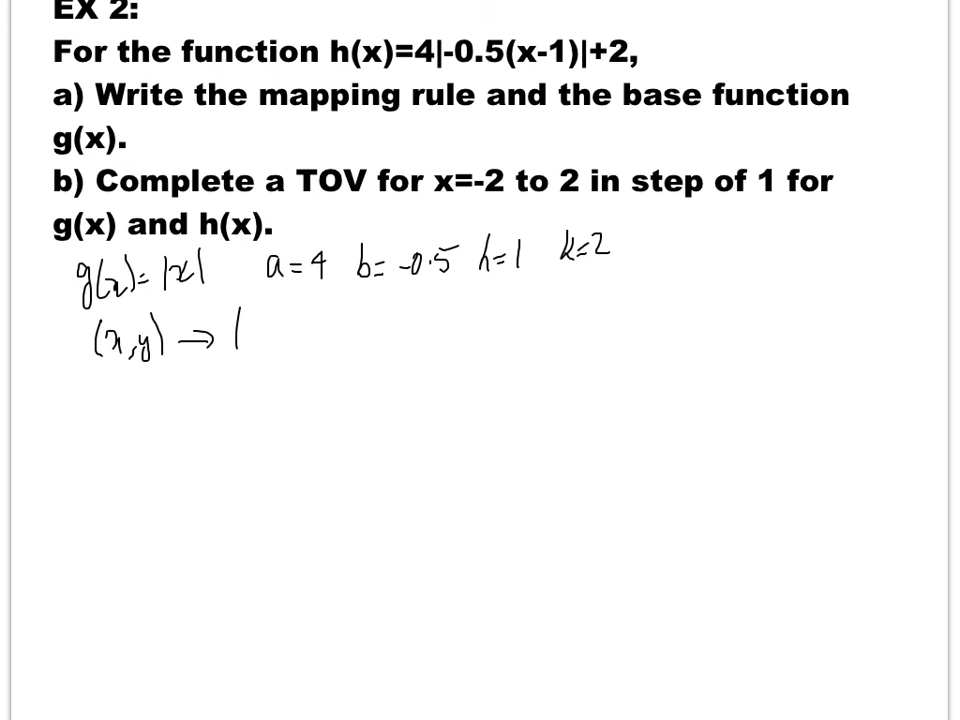 EX 2:
For the function h(x)=4|-0.5(x-1)|+2,
a) Write the mapping rule and the base function
g(x).
b) Complete a TOV for x=-2 to 2 in step of 1 for
g(x) and h(x).
g(x)= |x| a=4 b=-0.5 h=1 k=2
(x,y) ⇒ (